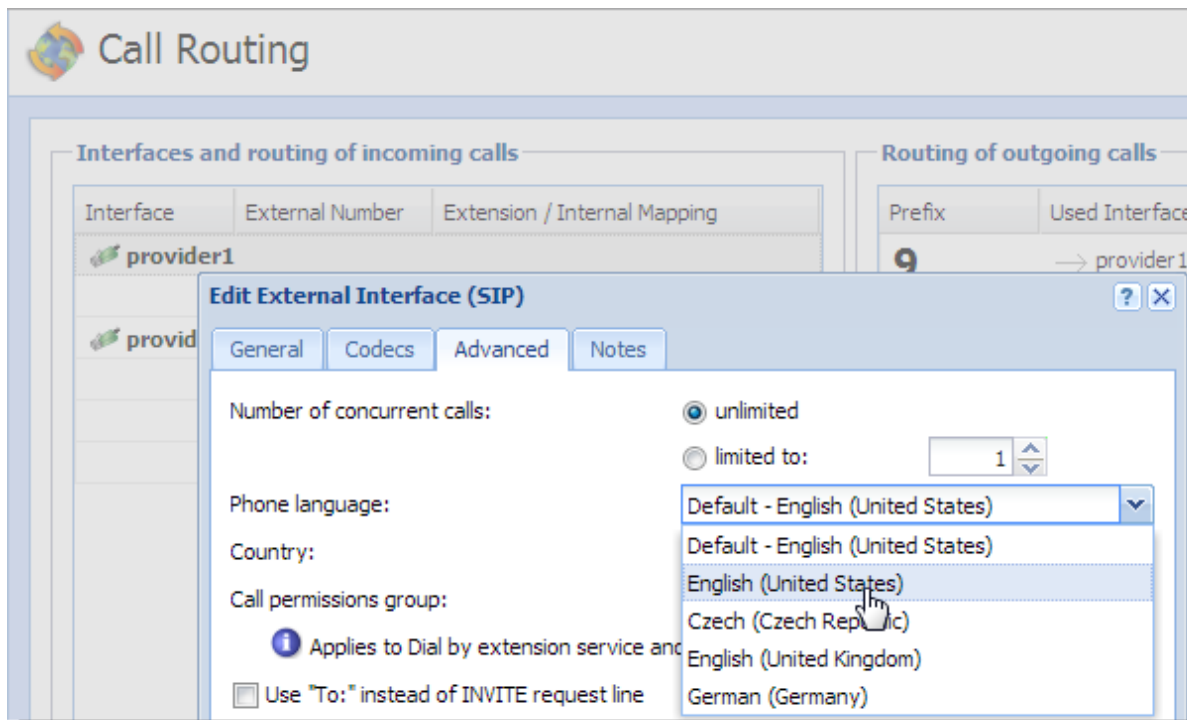 Call Routing
Interfaces and routing of incoming calls
Routing of outgoing calls
Interface External Number Extension / Internal Mapping
Prefix Used Interface
provider1
9 provider1
Edit External Interface (SIP)
provid
General Codecs Advanced Notes
Number of concurrent calls: unlimited
limited to: 1
Phone language: Default - English (United States)
Default - English (United States)
Country:
English (United States)
Call permissions group:
Czech (Czech Republic)
Applies to Dial by extension service and
English (United Kingdom)
Use "To:" instead of INVITE request line
German (Germany)